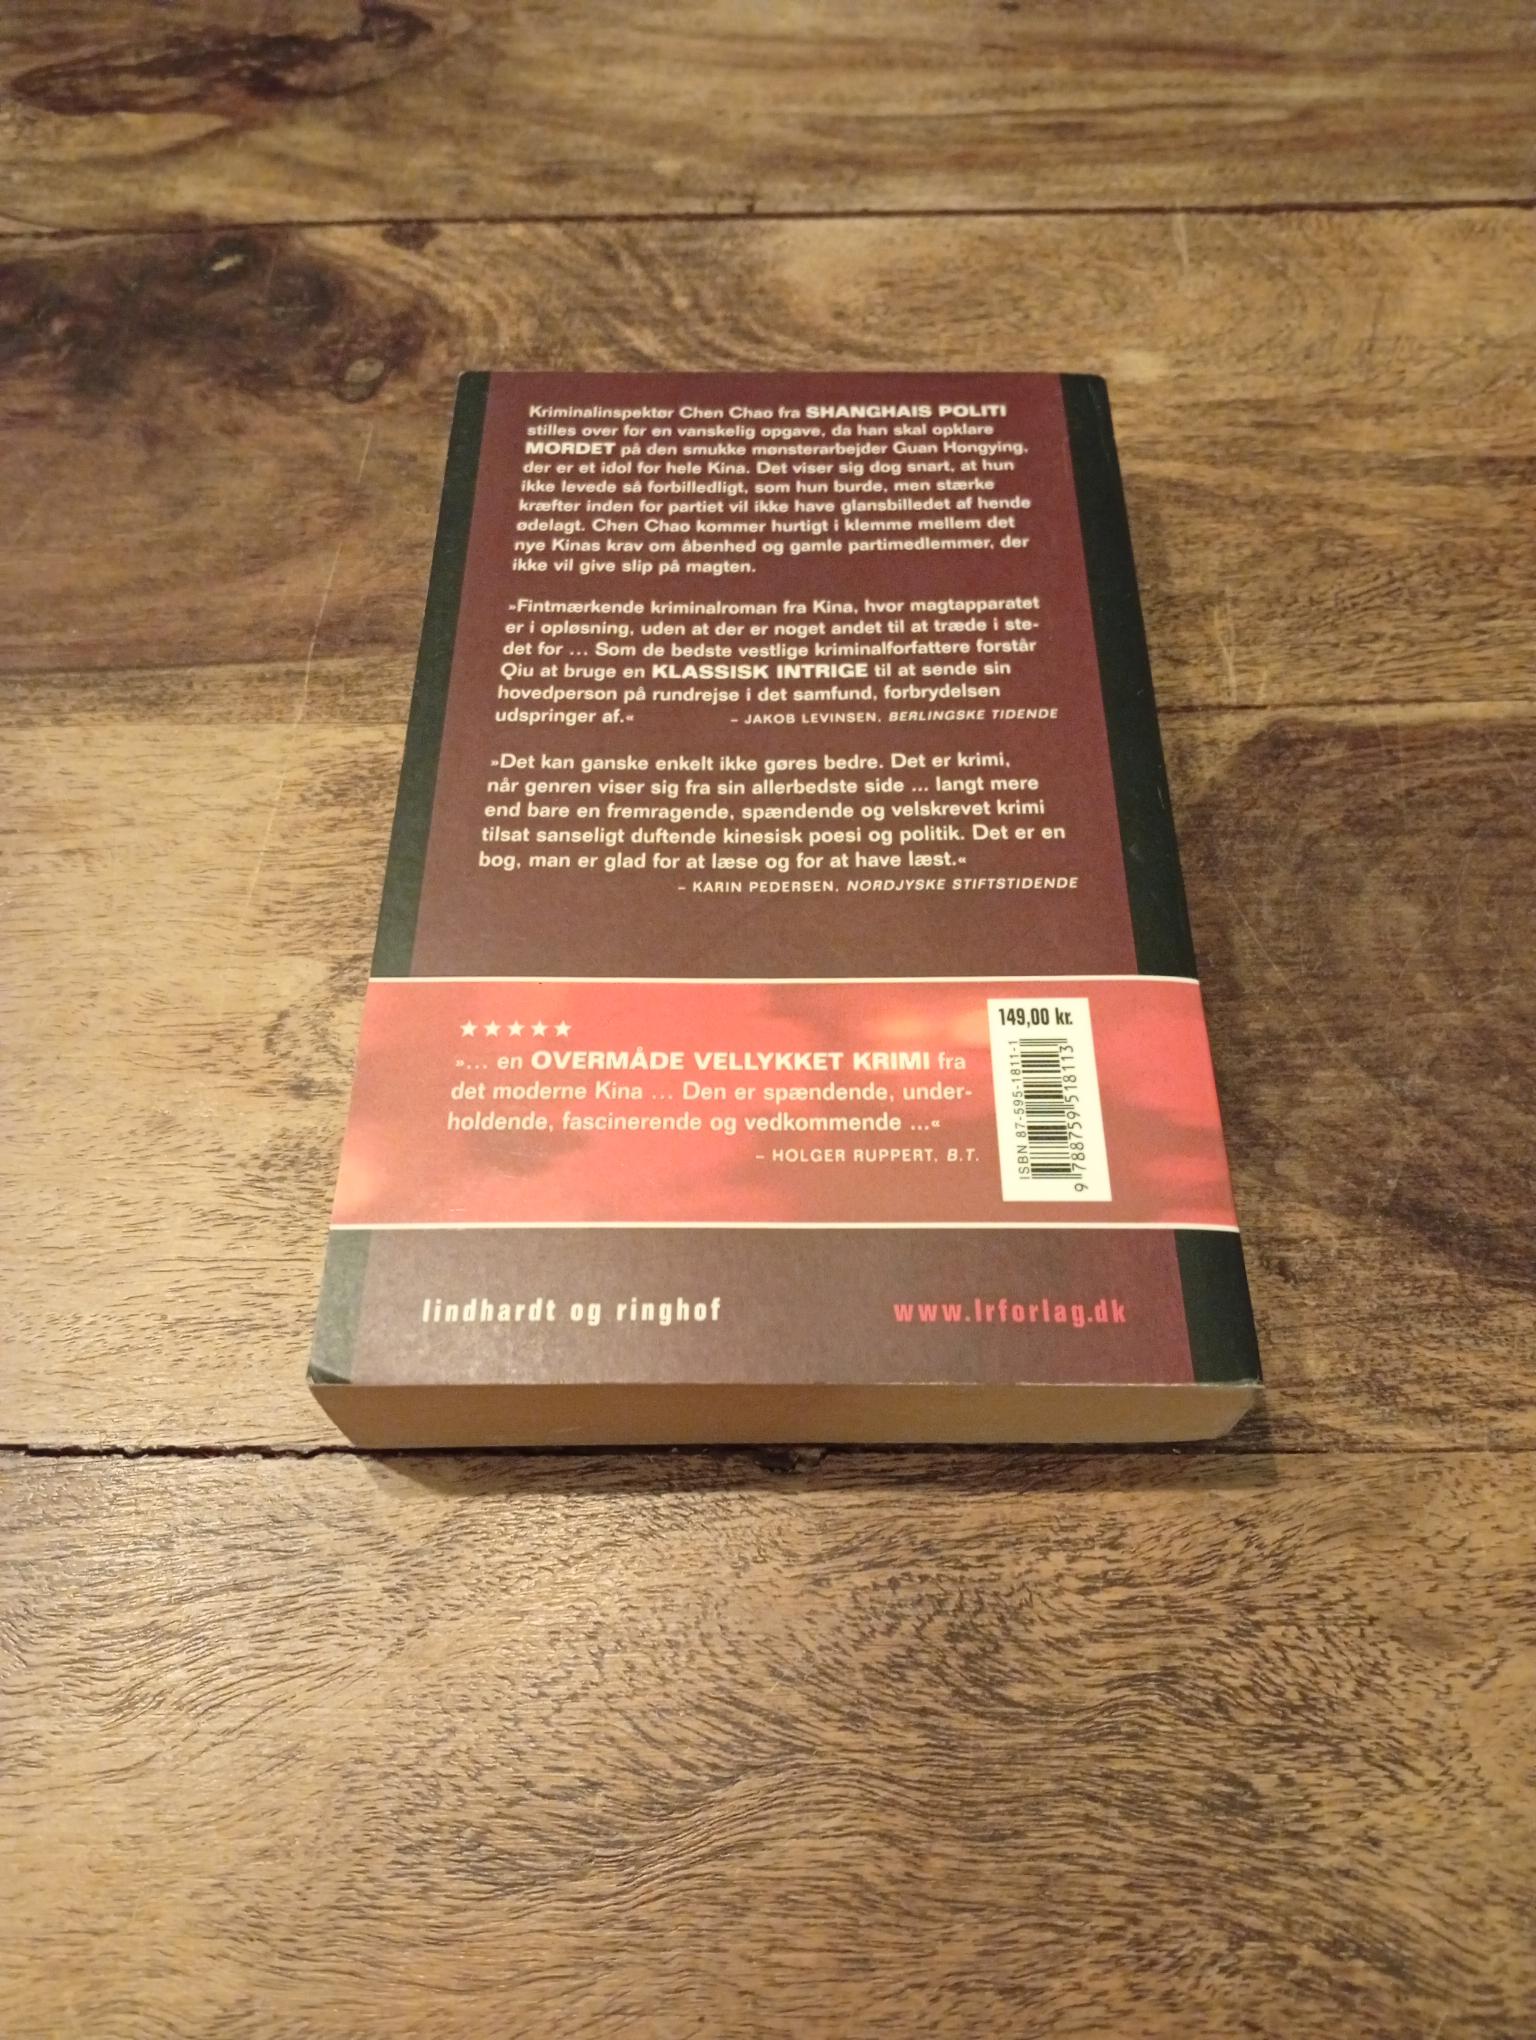 Kriminalinspektør Chen Chao fra SHANGHAIS POLITI
stilles over for en vanskelig opgave, da han skal opklare
MORDET på den smukke mønsterarbejder Guan Hongying,
der er et idol for hele Kina. Det viser sig dog snart, at hun
ikke levede så forbilledligt, som hun burde, men stærke
kræfter inden for partiet vil ikke have glansbilledet af hende
ødelagt. Chen Chao kommer hurtigt i klemme mellem det
nye Kinas krav om åbenhed og gamle partimedlemmer, der
ikke vil give slip på magten.
»Fintmærkende kriminalroman fra Kina, hvor magtapparatet
er i opløsning, uden at der er noget andet til at træde i ste-
det for ... Som de bedste vestlige kriminalforfattere forstår
Qiu at bruge en KLASSISK INTRIGE til at sende sin
hovedperson på rundrejse i det samfund, forbrydelsen
udspringer af.« – JAKOB LEVINSEN, BERLINGSKE TIDENDE
»Det kan ganske enkelt ikke gøres bedre. Det er krimi,
når genren viser sig fra sin allerbedste side ... langt mere
end bare en fremragende, spændende og velskrevet krimi
tilsat sanseligt duftende kinesisk poesi og politik. Det er en
bog, man er glad for at læse og for at have læst.«
– KARIN PEDERSEN, NORDJYSKE STIFTSTIDENDE
★★★★★
»... en OVERMÅDE VELLYKKET KRIMI fra
det moderne Kina ... Den er spændende, under-
holdende, fascinerende og vedkommende ...«
– HOLGER RUPPERT, B.T.
149,00 kr.
ISBN 87-595-1811-1
9 788759 518113
lindhardt og ringhof
www.lrforlag.dk